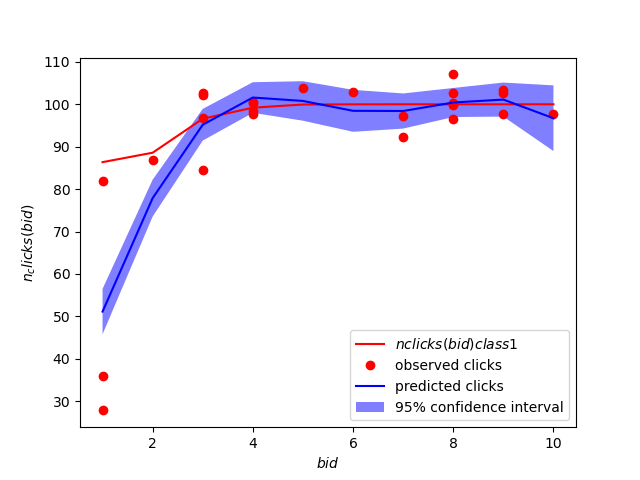 110
100
90
80
70
60
50
40
30
n_clicks(bid)
nclicks(bid)class1
observed clicks
predicted clicks
95% confidence interval
2
4
6
8
10
bid